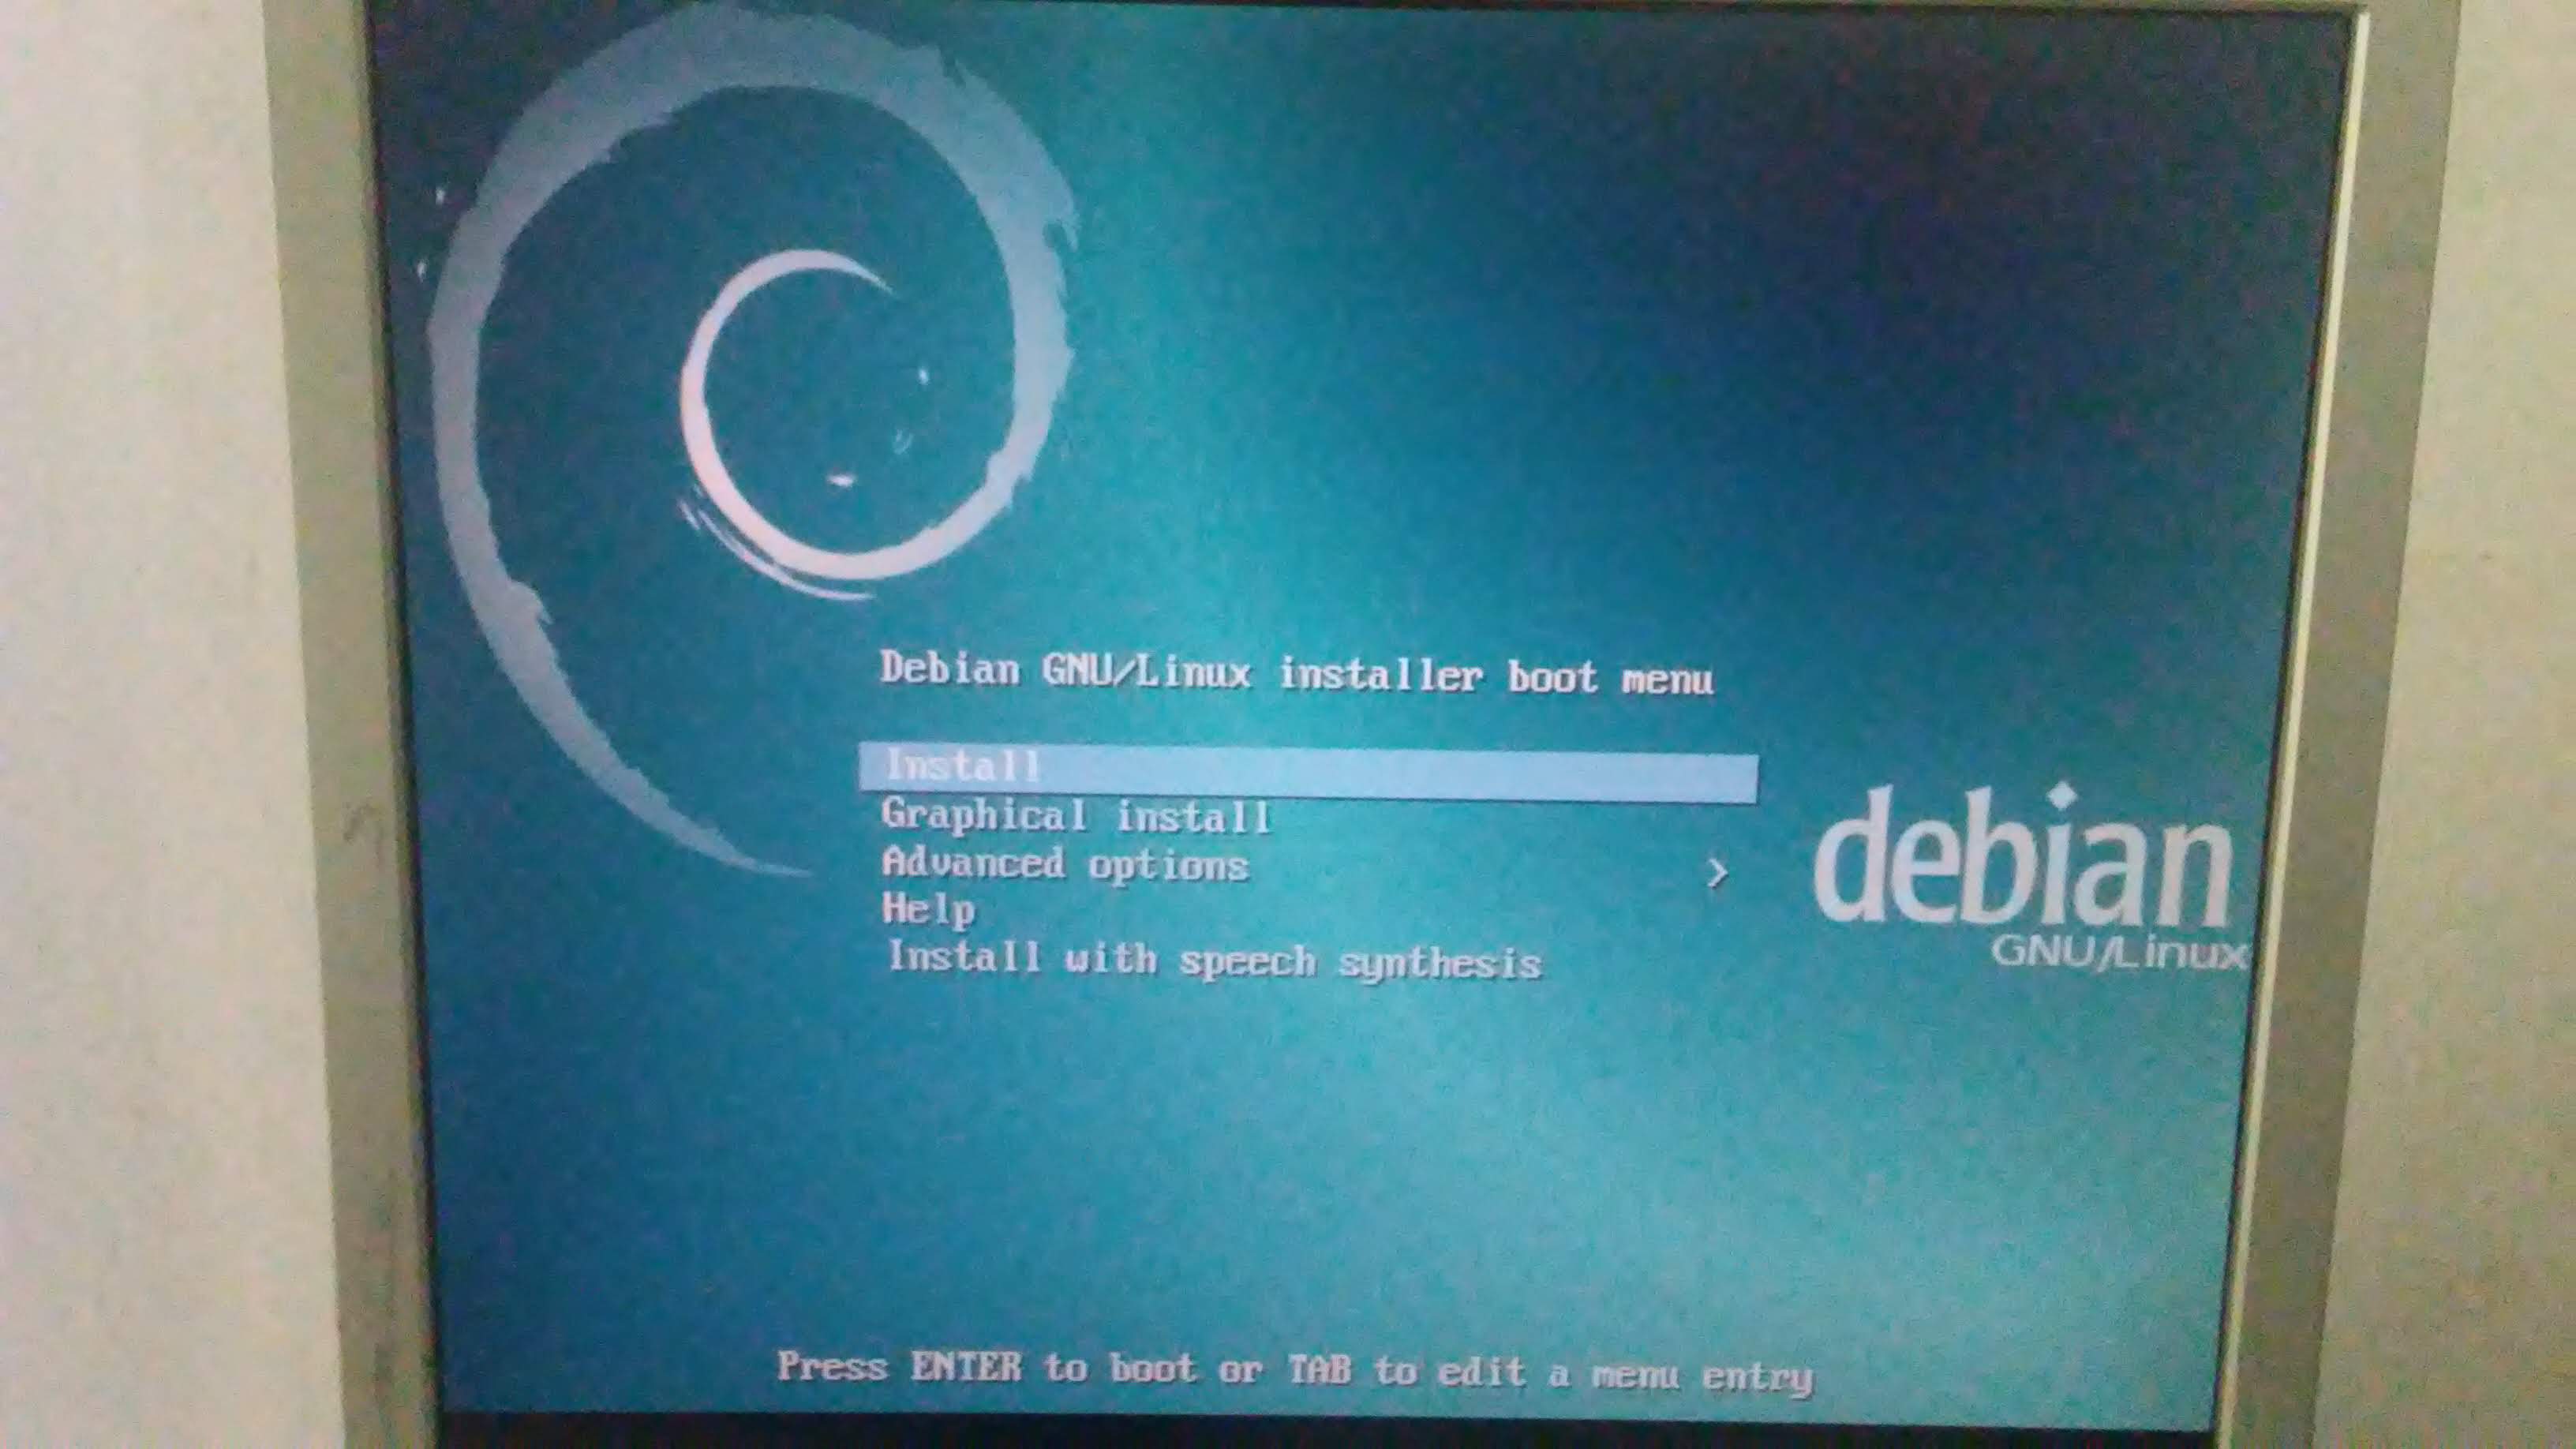 Debian GNU/Linux installer boot menu
Install
Graphical install
Advanced options >
Help
Install with speech synthesis
debian
GNU/Linux
Press ENTER to boot or TAB to edit a menu entry